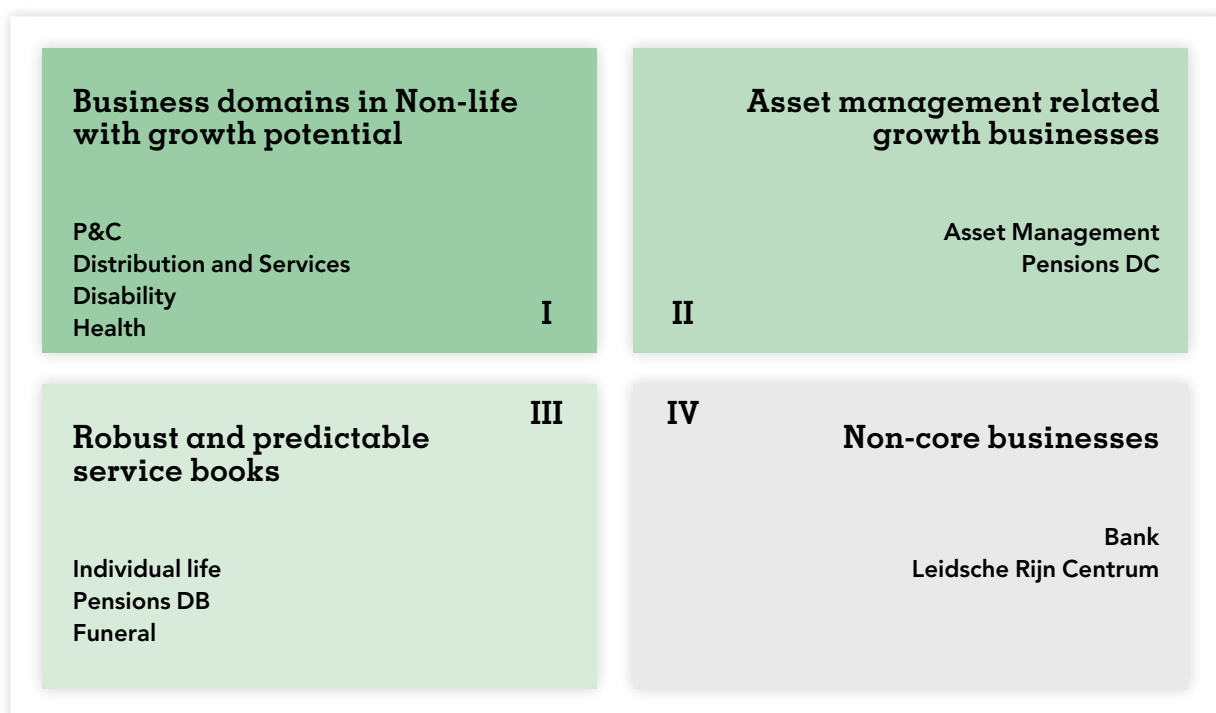 Business domains in Non-life
with growth potential
P&C
Distribution and Services
Disability
Health
I
Asset management related
growth businesses
Asset Management
Pensions DC
II
III
Robust and predictable
service books
Individual life
Pensions DB
Funeral
IV
Non-core businesses
Bank
Leidsche Rijn Centrum